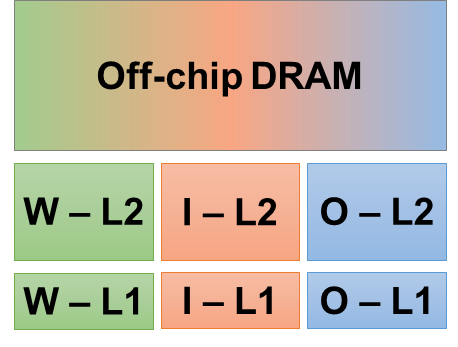 Off-chip DRAM
W – L2
I – L2
O – L2
W – L1
I – L1
O – L1